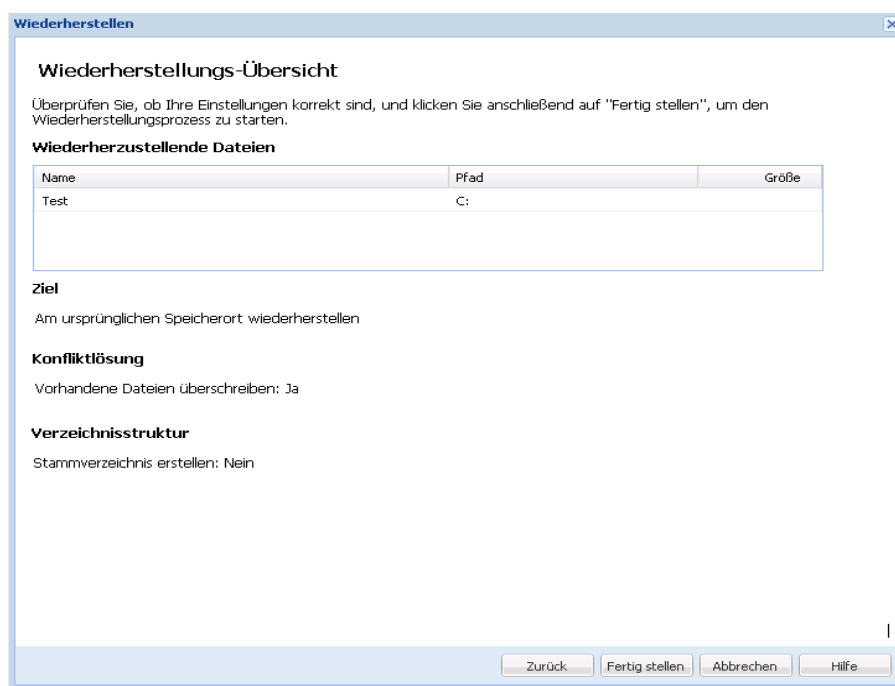 Wiederherstellen
Wiederherstellungs-Übersicht
Überprüfen Sie, ob Ihre Einstellungen korrekt sind, und klicken Sie anschließend auf "Fertig stellen", um den
Wiederherstellungsprozess zu starten.
Wiederherzustellende Dateien
Name Pfad Größe
Test C:
Ziel
Am ursprünglichen Speicherort wiederherstellen
Konfliktlösung
Vorhandene Dateien überschreiben: Ja
Verzeichnisstruktur
Stammverzeichnis erstellen: Nein
Zurück Fertig stellen Abbrechen Hilfe